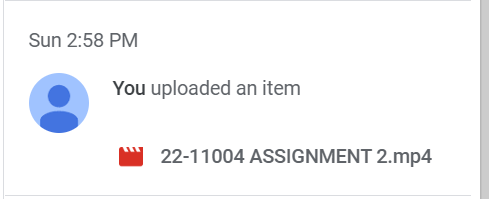 Sun 2:58 PM
You uploaded an item
22-11004 ASSIGNMENT 2.mp4